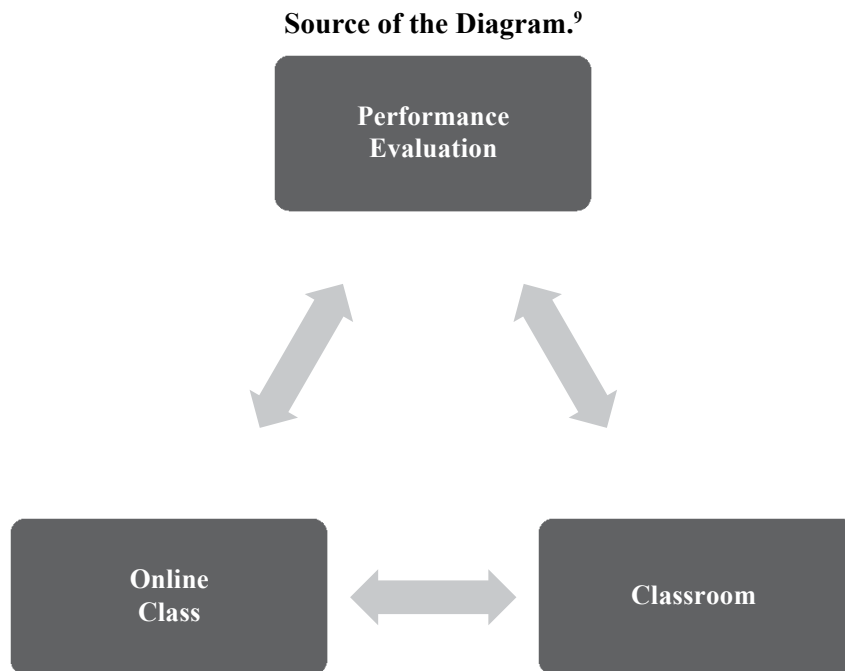 Source of the Diagram.⁹
Performance
Evaluation
Online
Class
Classroom